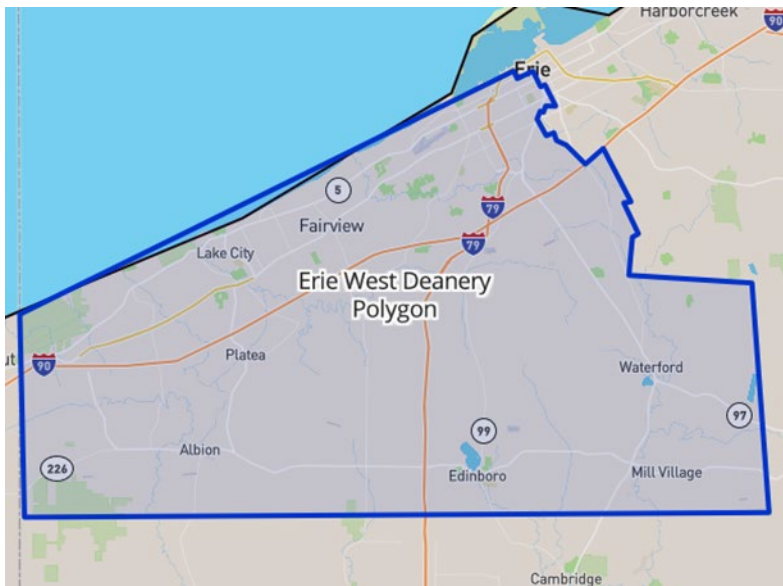 Harborcreek
90
Erie
5
79
Fairview
79
Lake City
Erie West Deanery
Polygon
90
Platea
Waterford
97
99
Albion
226
Edinboro
Mill Village
Cambridge